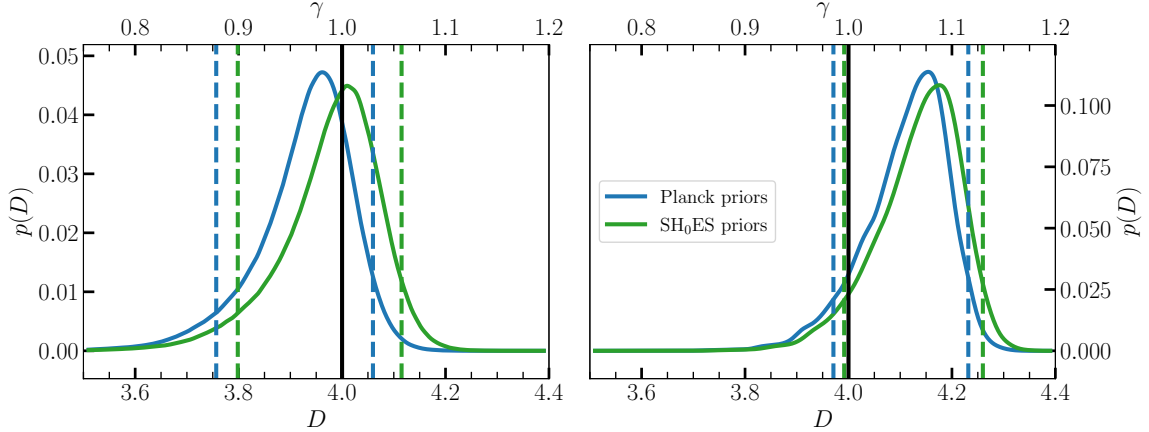 γ γ
0.8 0.9 1.0 1.1 1.2 0.8 0.9 1.0 1.1 1.2
0.05
0.04
0.03
0.02
0.01
0.00
p(D)
3.6 3.8 4.0 4.2 4.4
D
Planck priors
SH₀ES priors
0.100
0.075
0.050
0.025
0.000
p(D)
3.6 3.8 4.0 4.2 4.4
D